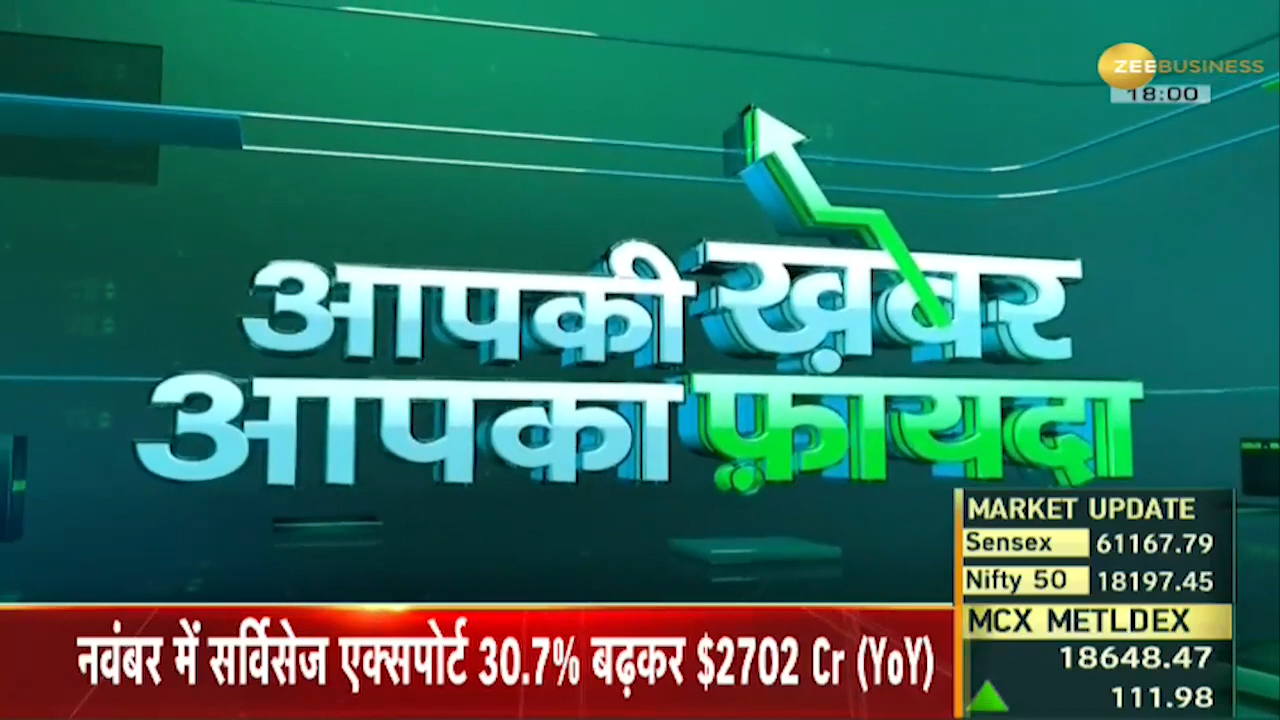 ZEEBUSINESS
18:00
आपकी ख़बर
आपका फ़ायदा
MARKET UPDATE
Sensex 61167.79
Nifty 50 18197.45
MCX METLDEX
18648.47
111.98
नवंबर में सर्विसेज एक्सपोर्ट 30.7% बढ़कर $2702 Cr (YoY)